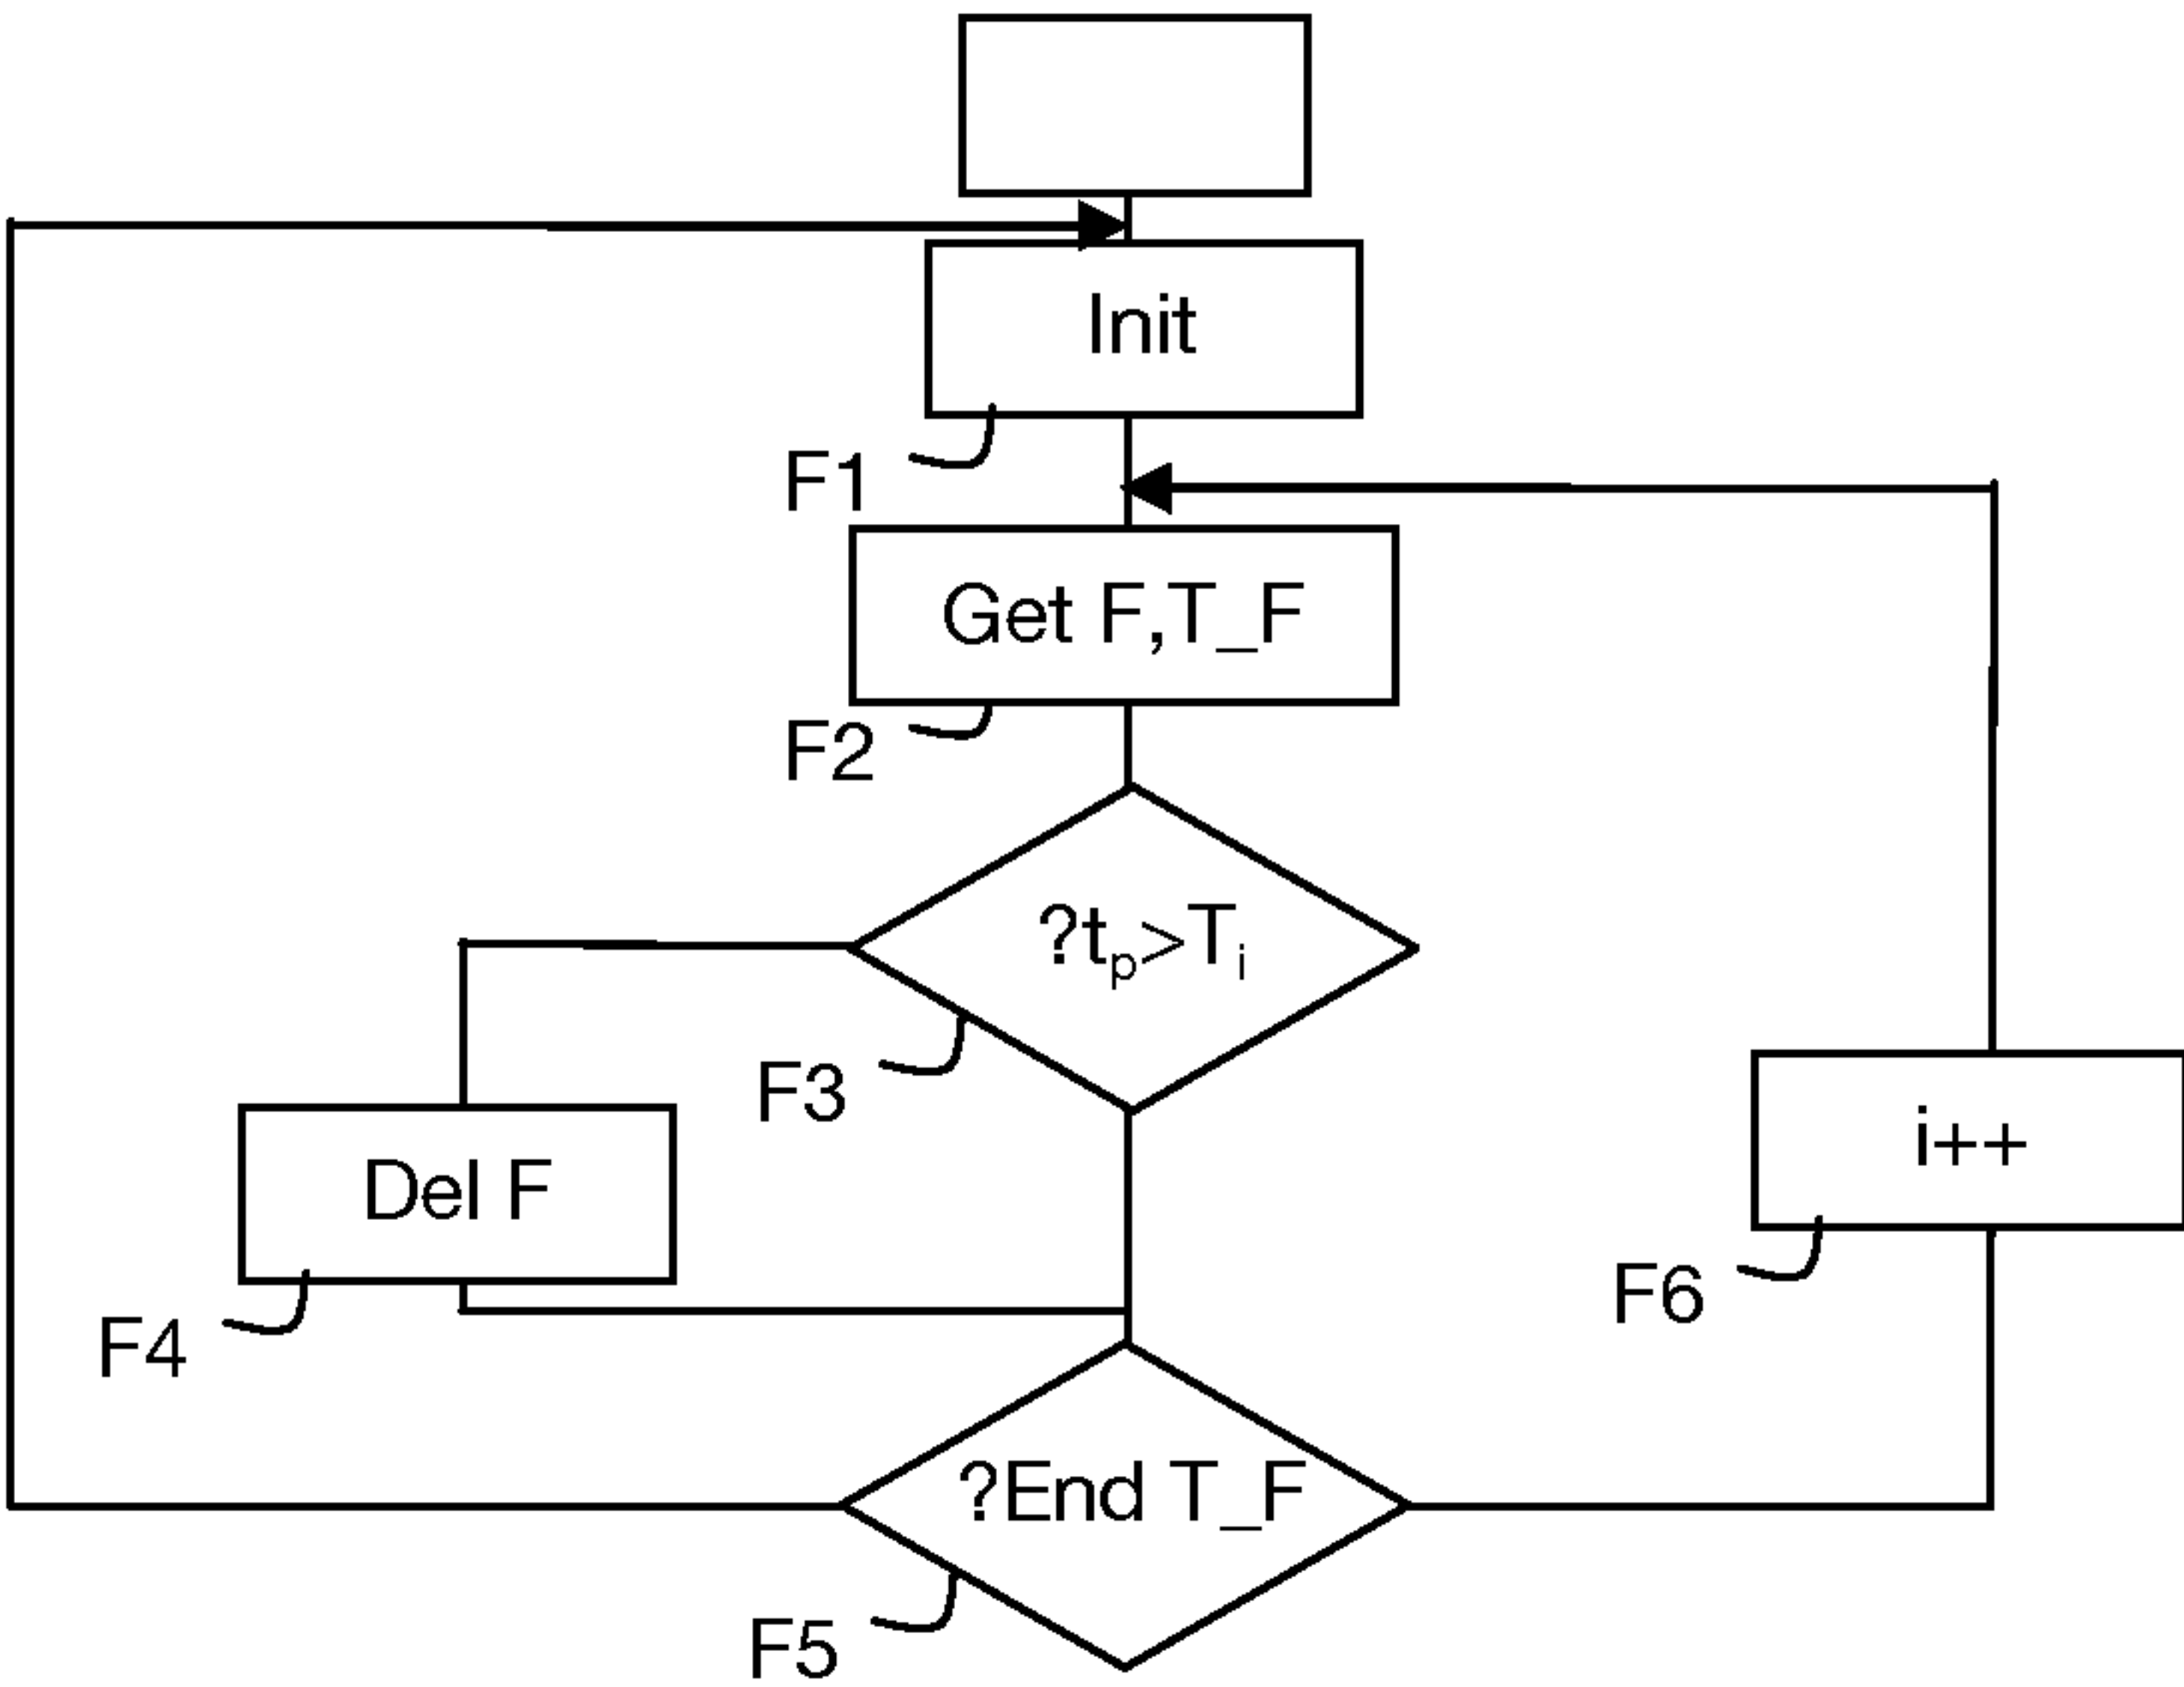 Init
F1
Get F,T_F
F2
?tp>Ti
F3
Del F
i++
F4
F6
?End T_F
F5